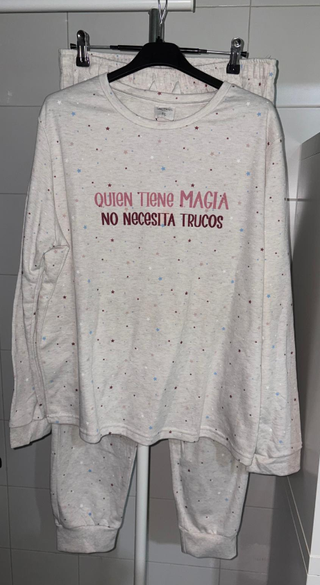 QUIEN TIENE MAGIA
NO NECESITA TRUCOS